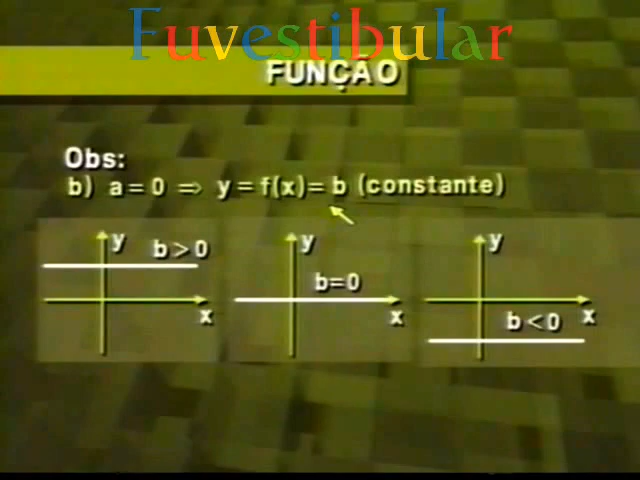 Fuvestibular
FUNÇÃO
Obs:
b) a = 0 ⇒ y = f(x) = b (constante)
y b > 0
x
y
b=0
x
y
b < 0 x